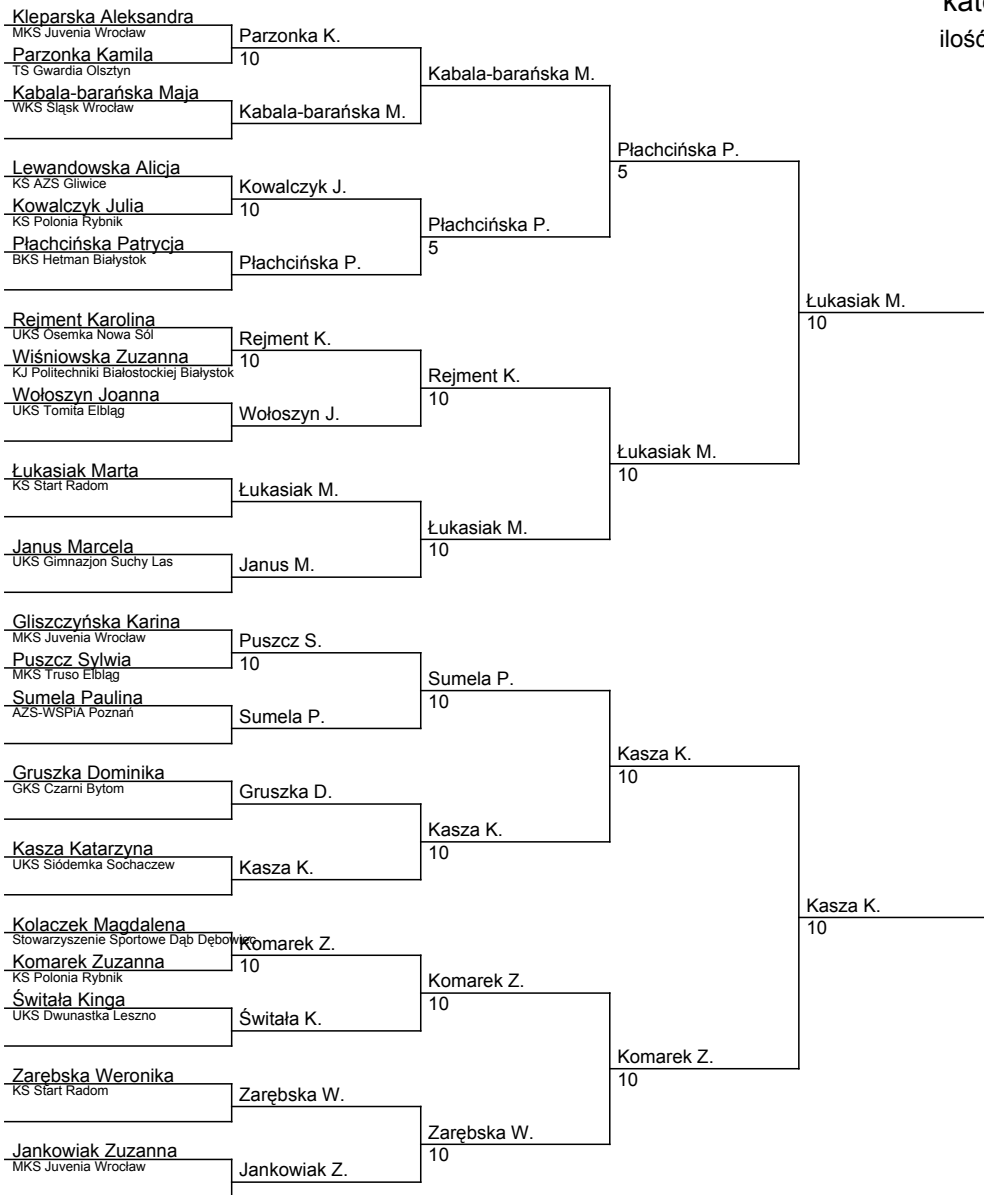 Kleparska Aleksandra
MKS Juvenia Wrocław
Parzonka Kamila
TS Gwardia Olsztyn
Kabala-barańska Maja
WKS Śląsk Wrocław
Lewandowska Alicja
KS AZS Gliwice
Kowalczyk Julia
KS Polonia Rybnik
Płachcińska Patrycja
BKS Hetman Białystok
Rejment Karolina
UKS Ósemka Nowa Sól
Wiśniowska Zuzanna
KJ Politechniki Białostockiej Białystok
Wołoszyn Joanna
UKS Tomita Elbląg
Łukasiak Marta
KS Start Radom
Janus Marcela
UKS Gimnazjon Suchy Las
Gliszczyńska Karina
MKS Juvenia Wrocław
Puszcz Sylwia
MKS Truso Elbląg
Sumela Paulina
AZS-WSPiA Poznań
Gruszka Dominika
GKS Czarni Bytom
Kasza Katarzyna
UKS Siódemka Sochaczew
Kolaczek Magdalena
Stowarzyszenie Sportowe Dąb Dębowiec
Komarek Zuzanna
KS Polonia Rybnik
Świtała Kinga
UKS Dwunastka Leszno
Zarębska Weronika
KS Start Radom
Jankowiak Zuzanna
MKS Juvenia Wrocław
Parzonka K.
10
Kabala-barańska M.
Kowalczyk J.
10
Płachcińska P.
Rejment K.
10
Wołoszyn J.
Łukasiak M.
Janus M.
Puszcz S.
10
Sumela P.
Gruszka D.
Kasza K.
Komarek Z.
10
Świtała K.
Zarębska W.
Jankowiak Z.
Kabala-barańska M.
Płachcińska P.
5
Rejment K.
10
Łukasiak M.
10
Sumela P.
10
Kasza K.
10
Komarek Z.
10
Zarębska W.
10
Płachcińska P.
5
Łukasiak M.
10
Kasza K.
10
Komarek Z.
10
Łukasiak M.
10
Kasza K.
10